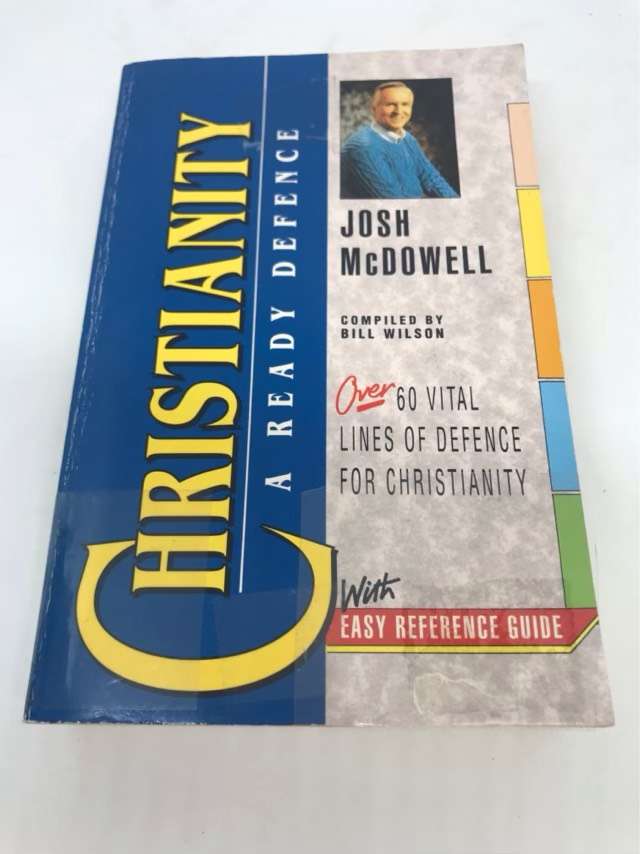 CHRISTIANITY
A READY DEFENCE
JOSH
McDOWELL
COMPILED BY
BILL WILSON
Over 60 VITAL
LINES OF DEFENCE
FOR CHRISTIANITY
With
EASY REFERENCE GUIDE